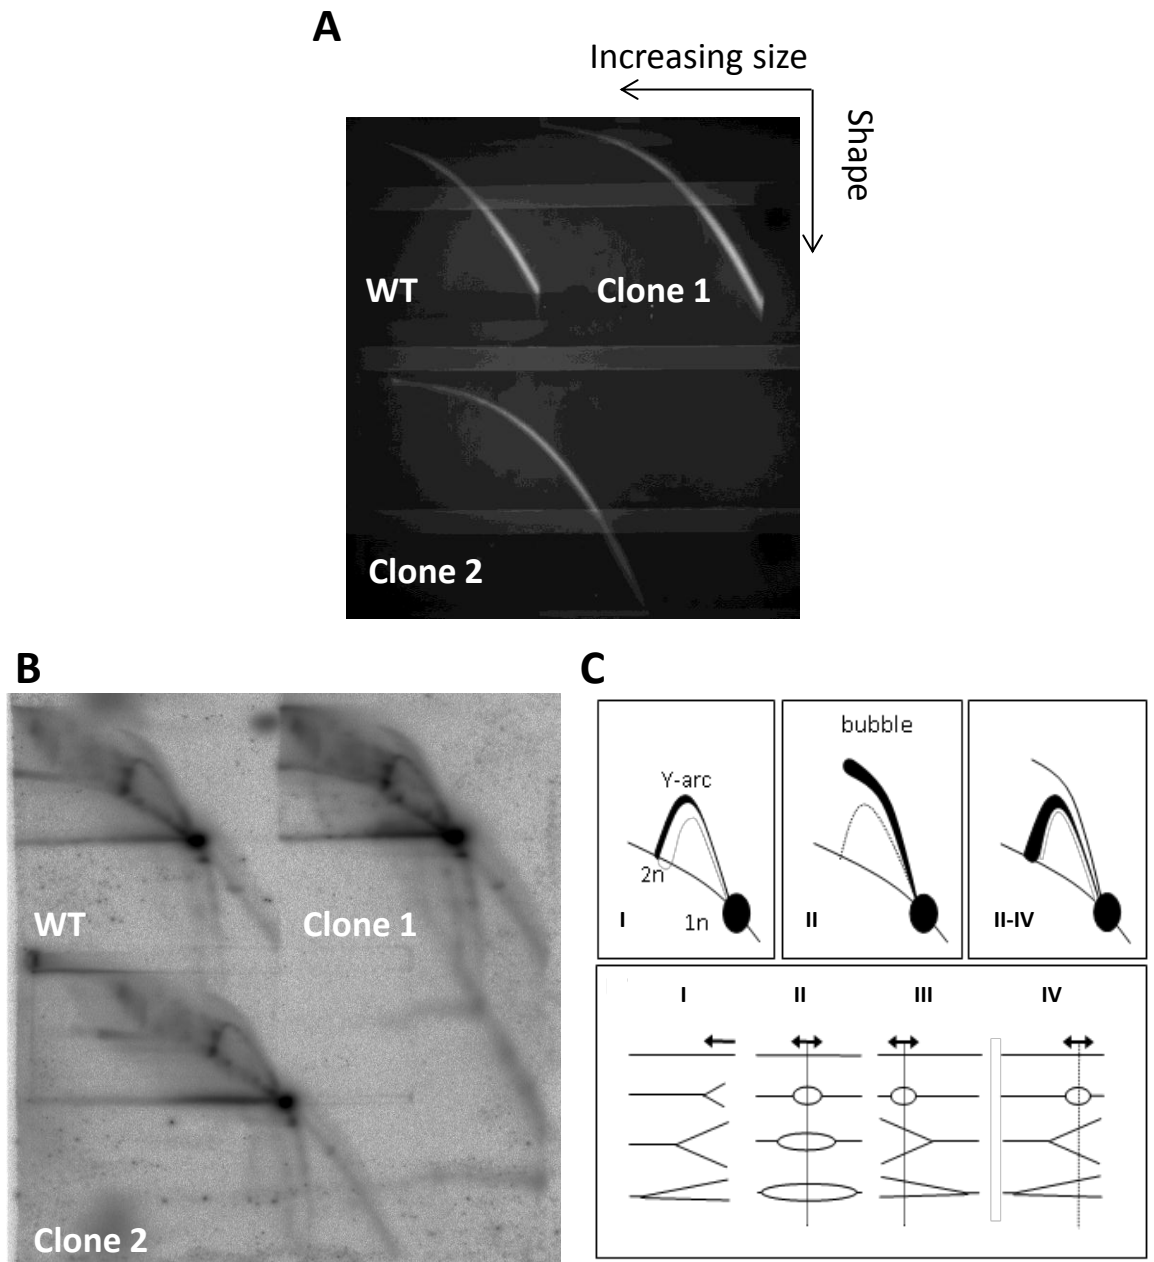 A
Increasing size
Shape
WT
Clone 1
Clone 2
B
WT
Clone 1
Clone 2
C
Y-arc
2n
1n
I
bubble
II
II-IV
I
II
III
IV